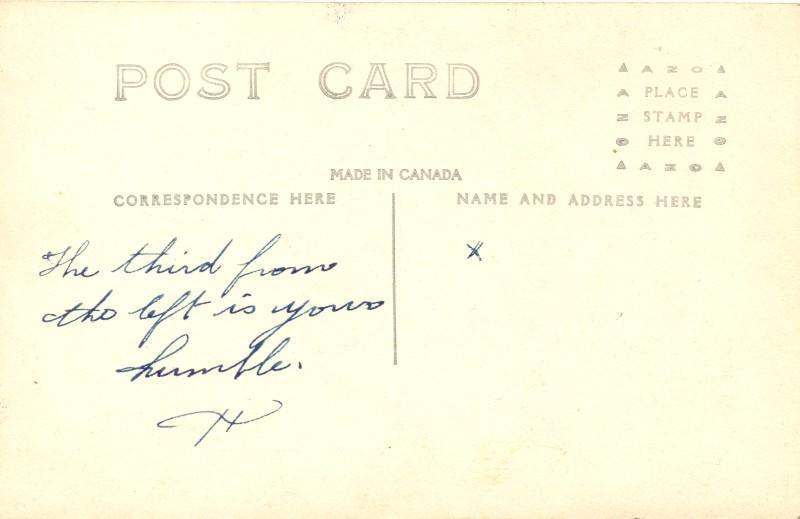 POST CARD
▲ A Z O ▲
A PLACE A
Z STAMP Z
O HERE O
▲ A Z O ▲
MADE IN CANADA
CORRESPONDENCE HERE
NAME AND ADDRESS HERE
The third from
the left is yours
humble.
H
x